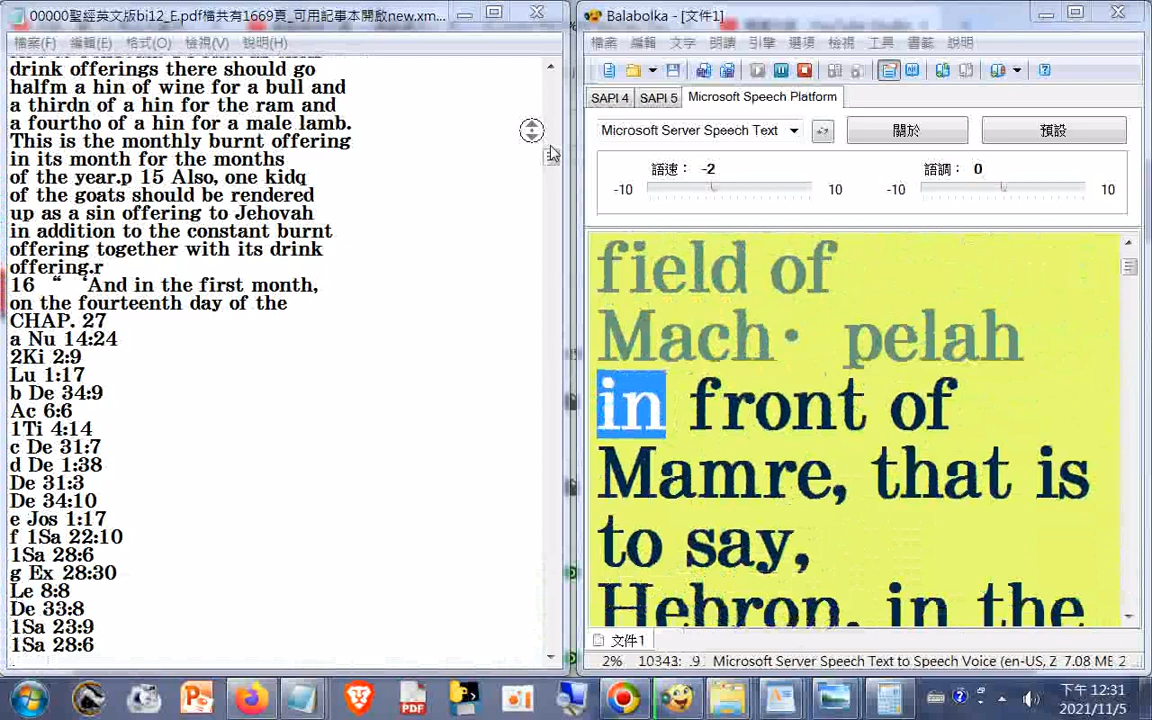 00000聖經英文版bi12_E.pdf檔共有1669頁_可用記事本開啟new.xm...
檔案(F) 編輯(E) 格式(O) 檢視(V) 說明(H)
drink offerings there should go
halfm a hin of wine for a bull and
a thirdn of a hin for the ram and
a fourtho of a hin for a male lamb.
This is the monthly burnt offering
in its month for the months
of the year.p 15 Also, one kidq
of the goats should be rendered
up as a sin offering to Jehovah
in addition to the constant burnt
offering together with its drink
offering.r
16 “ ‘And in the first month,
on the fourteenth day of the
CHAP. 27
a Nu 14:24
2Ki 2:9
Lu 1:17
b De 34:9
Ac 6:6
1Ti 4:14
c De 31:7
d De 1:38
De 31:3
De 34:10
e Jos 1:17
f 1Sa 22:10
1Sa 28:6
g Ex 28:30
Le 8:8
De 33:8
1Sa 23:9
1Sa 28:6
Balabolka - [文件1]
檔案 編輯 文字 朗讀 引擎 選項 檢視 工具 書籤 說明
SAPI 4 SAPI 5 Microsoft Speech Platform
Microsoft Server Speech Text 關於 預設
語速： -2 語調： 0
-10 10 -10 10
field of
Mach· pelah
in front of
Mamre, that is
to say,
Hebron, in the
文件1
2% 10343: .9 Microsoft Server Speech Text to Speech Voice (en-US, Z 7.08 MB 2
PDF
下午 12:31
2021/11/5